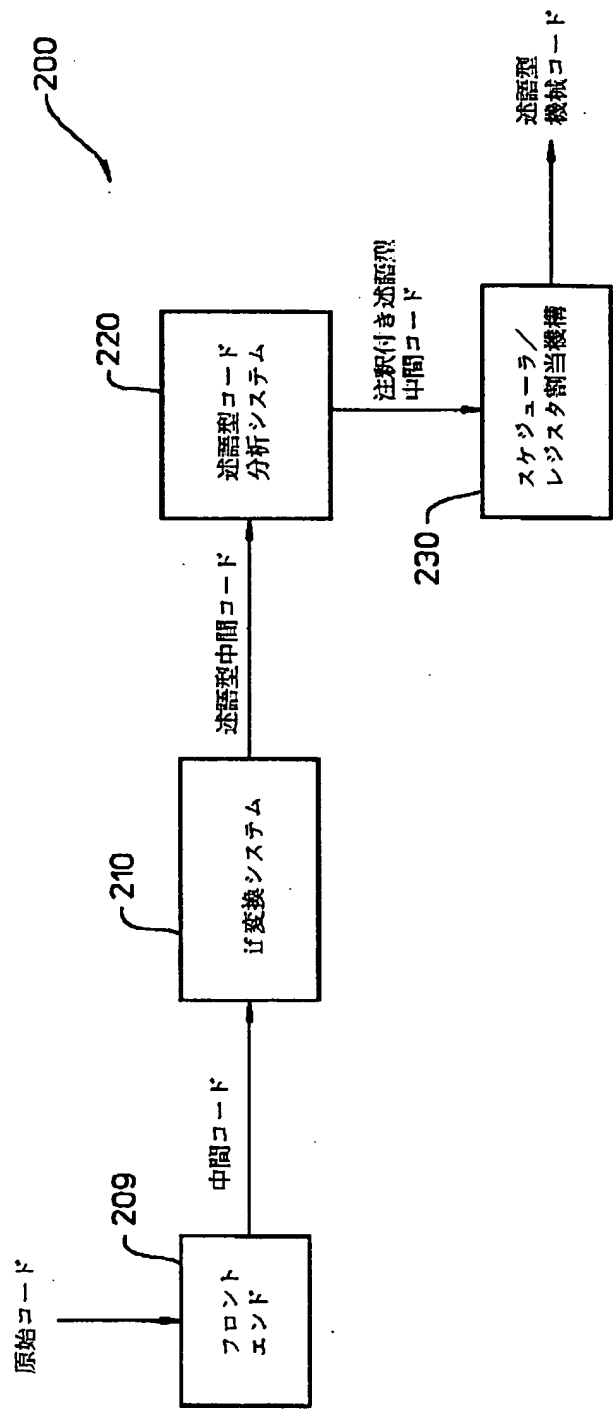 200
原始コード
209
フロント
エンド
中間コード
210
if変換システム
述語型中間コード
220
述語型コード
分析システム
注釈付き述語型
中間コード
230
スケジューラ／
レジスタ割当機構
述語型
機械コード